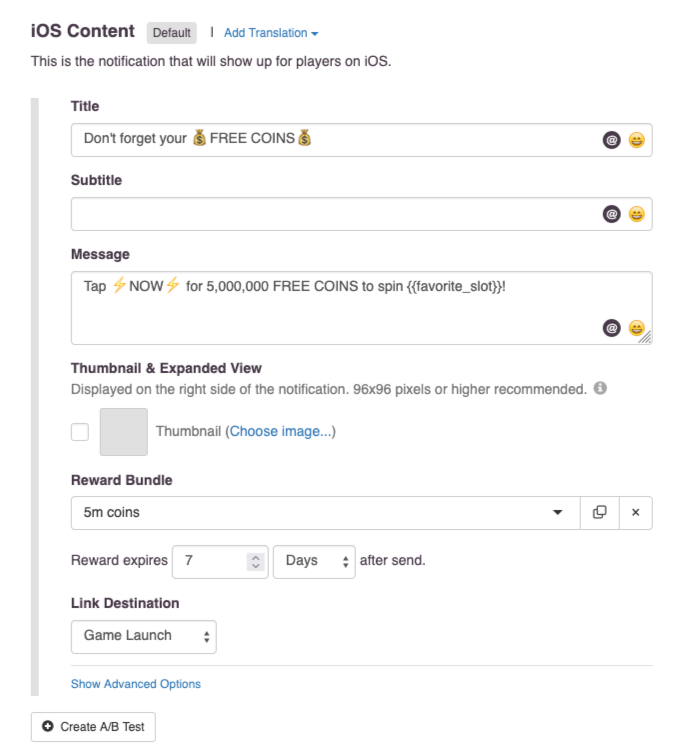 iOS Content Default | Add Translation
This is the notification that will show up for players on iOS.
Title
Don't forget your 💰 FREE COINS💰
@
Subtitle
@
Message
Tap ⚡NOW⚡ for 5,000,000 FREE COINS to spin {{favorite_slot}}!
@
Thumbnail & Expanded View
Displayed on the right side of the notification. 96x96 pixels or higher recommended.
Thumbnail (Choose image...)
Reward Bundle
5m coins
Reward expires 7 Days after send.
Link Destination
Game Launch
Show Advanced Options
Create A/B Test